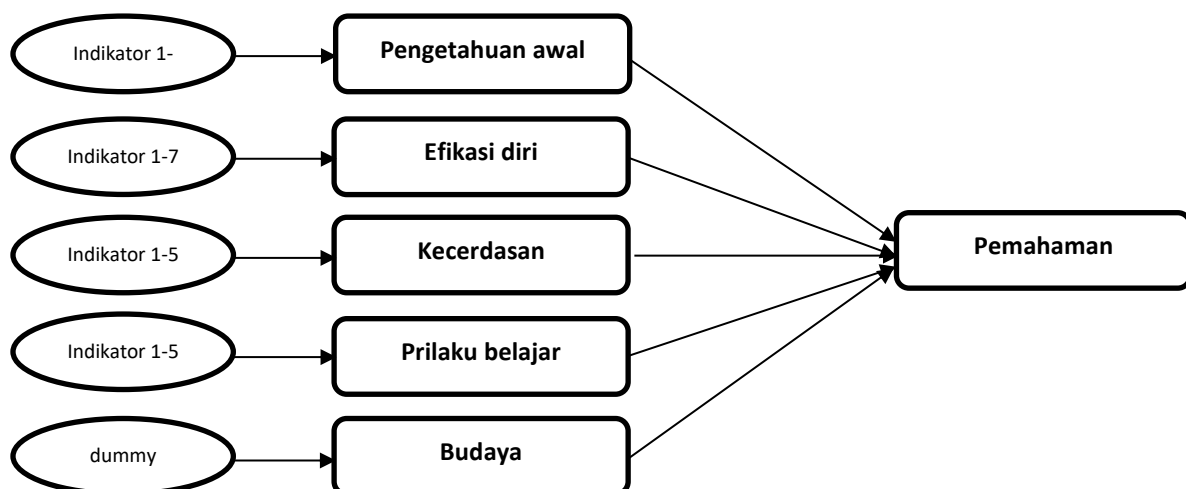 Indikator 1-
Pengetahuan awal
Indikator 1-7
Efikasi diri
Indikator 1-5
Kecerdasan
Pemahaman
Indikator 1-5
Prilaku belajar
dummy
Budaya